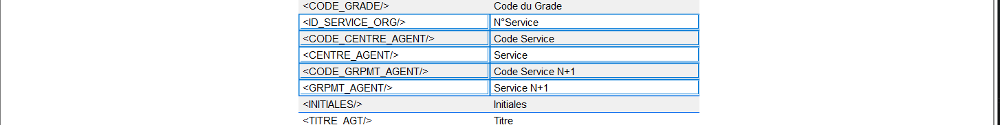 <CODE_GRADE/> Code du Grade
<ID_SERVICE_ORG/> N°Service
<CODE_CENTRE_AGENT/> Code Service
<CENTRE_AGENT/> Service
<CODE_GRPMT_AGENT/> Code Service N+1
<GRPMT_AGENT/> Service N+1
<INITIALES/> Initiales
<TITRE_AGT/> Titre